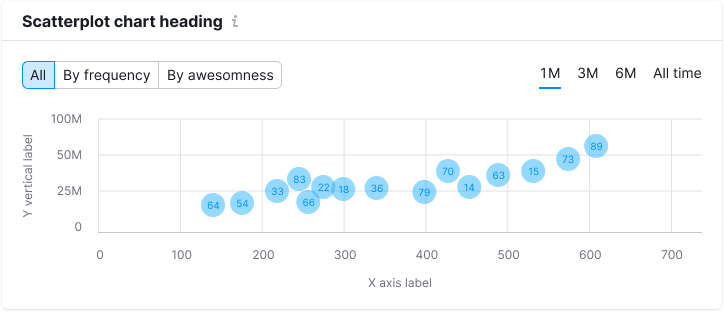 Scatterplot chart heading i
All By frequency By awesomness 1M 3M 6M All time
Y vertical label
100M
50M
25M
0
89
73
70
15
83
63
22
14
36
18
33
79
66
54
64
0 100 200 300 400 500 600 700
X axis label